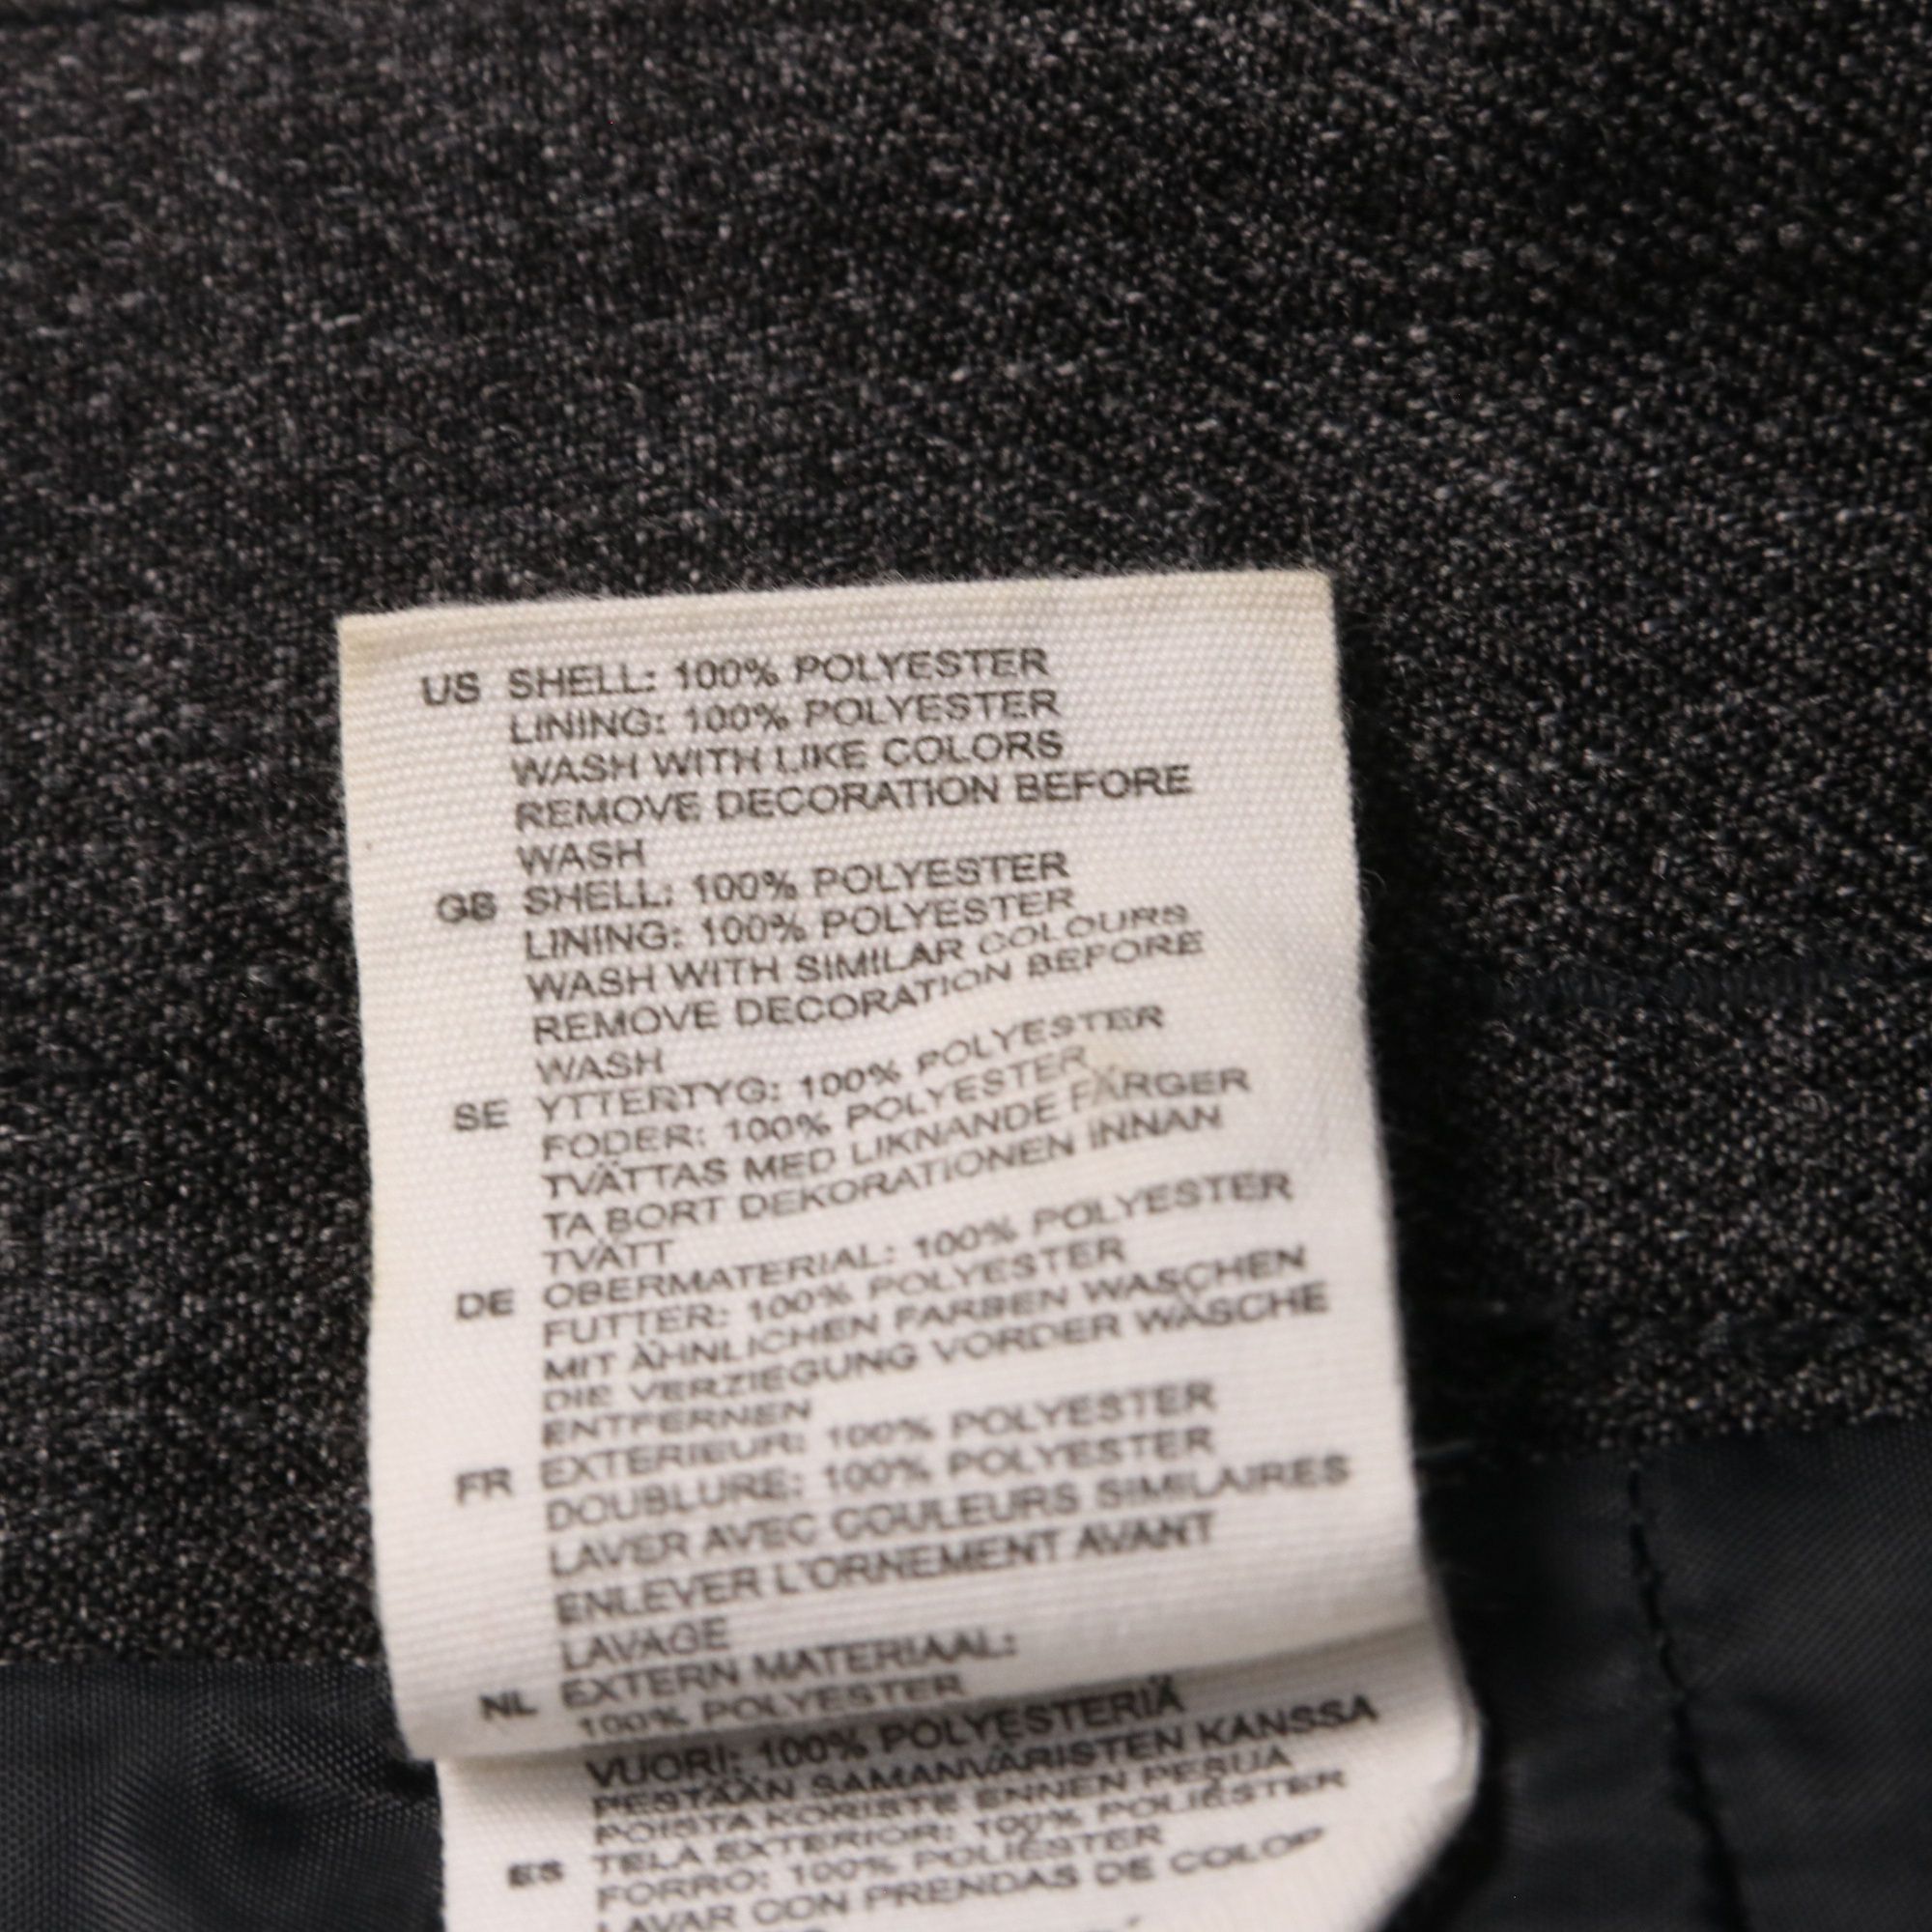 US SHELL: 100% POLYESTER
LINING: 100% POLYESTER
WASH WITH LIKE COLORS
REMOVE DECORATION BEFORE
WASH
GB SHELL: 100% POLYESTER
LINING: 100% POLYESTER
WASH WITH SIMILAR COLOURS
REMOVE DECORATION BEFORE
WASH
SE YTTERTYG: 100% POLYESTER
FODER: 100% POLYESTER
TVÄTTAS MED LIKNANDE FÄRGER
TA BORT DEKORATIONEN INNAN
TVÄTT
DE OBERMATERIAL: 100% POLYESTER
FUTTER: 100% POLYESTER
MIT ÄHNLICHEN FARBEN WASCHEN
DIE VERZIEGUNG VORDER WÄSCHE
ENTFERNEN
FR EXTERIEUR: 100% POLYESTER
DOUBLURE: 100% POLYESTER
LAVER AVEC COULEURS SIMILAIRES
ENLEVER L'ORNEMENT AVANT
LAVAGE
NL EXTERN MATERIAAL:
100% POLYESTER
VUORI: 100% POLYESTERIÄ
PESTÄÄN SAMANVÄRISTEN KANSSA
POISTA KORISTE ENNEN PESUA
ES TELA EXTERIOR: 100% POLIÉSTER
FORRO: 100% POLIÉSTER
LAVAR CON PRENDAS DE COLOR